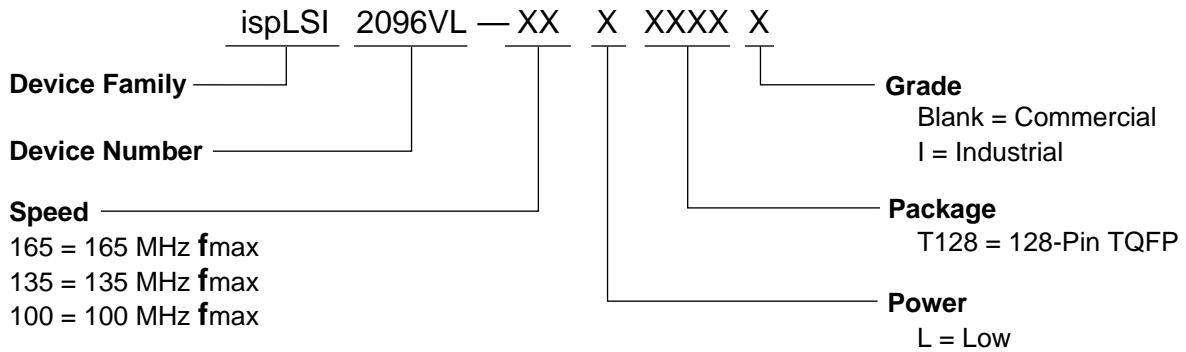 ispLSI 2096VL — XX X XXXX X
Device Family
Device Number
Speed
165 = 165 MHz fmax
135 = 135 MHz fmax
100 = 100 MHz fmax
Grade
Blank = Commercial
I = Industrial
Package
T128 = 128-Pin TQFP
Power
L = Low